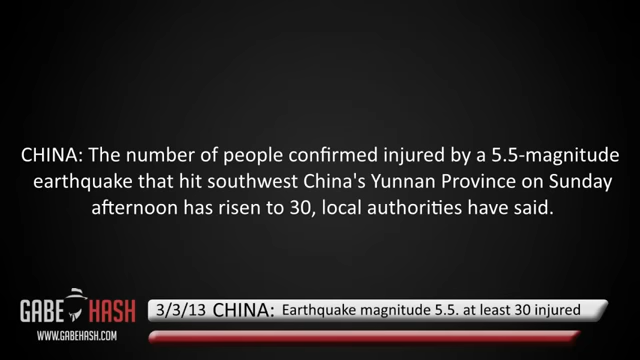 CHINA: The number of people confirmed injured by a 5.5-magnitude
earthquake that hit southwest China's Yunnan Province on Sunday
afternoon has risen to 30, local authorities have said.
GABE HASH
WWW.GABEHASH.COM
3/3/13 CHINA: Earthquake magnitude 5.5. at least 30 injured